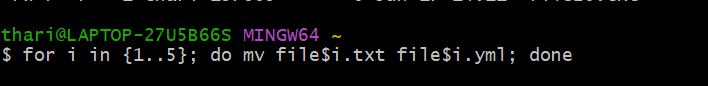 thari@LAPTOP-27U5B66S MINGW64 ~
$ for i in {1..5}; do mv file$i.txt file$i.yml; done